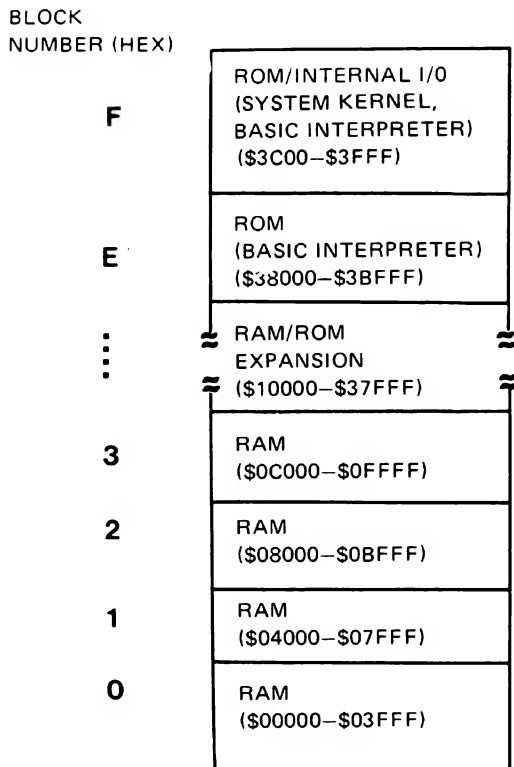 BLOCK
NUMBER (HEX)
F
ROM/INTERNAL I/0
(SYSTEM KERNEL,
BASIC INTERPRETER)
($3C00—$3FFF)
E
ROM
(BASIC INTERPRETER)
($38000—$3BFFF)
RAM/ROM
EXPANSION
($10000—$37FFF)
3
RAM
($0C000—$0FFFF)
2
RAM
($08000—$0BFFF)
1
RAM
($04000—$07FFF)
0
RAM
($00000—$03FFF)